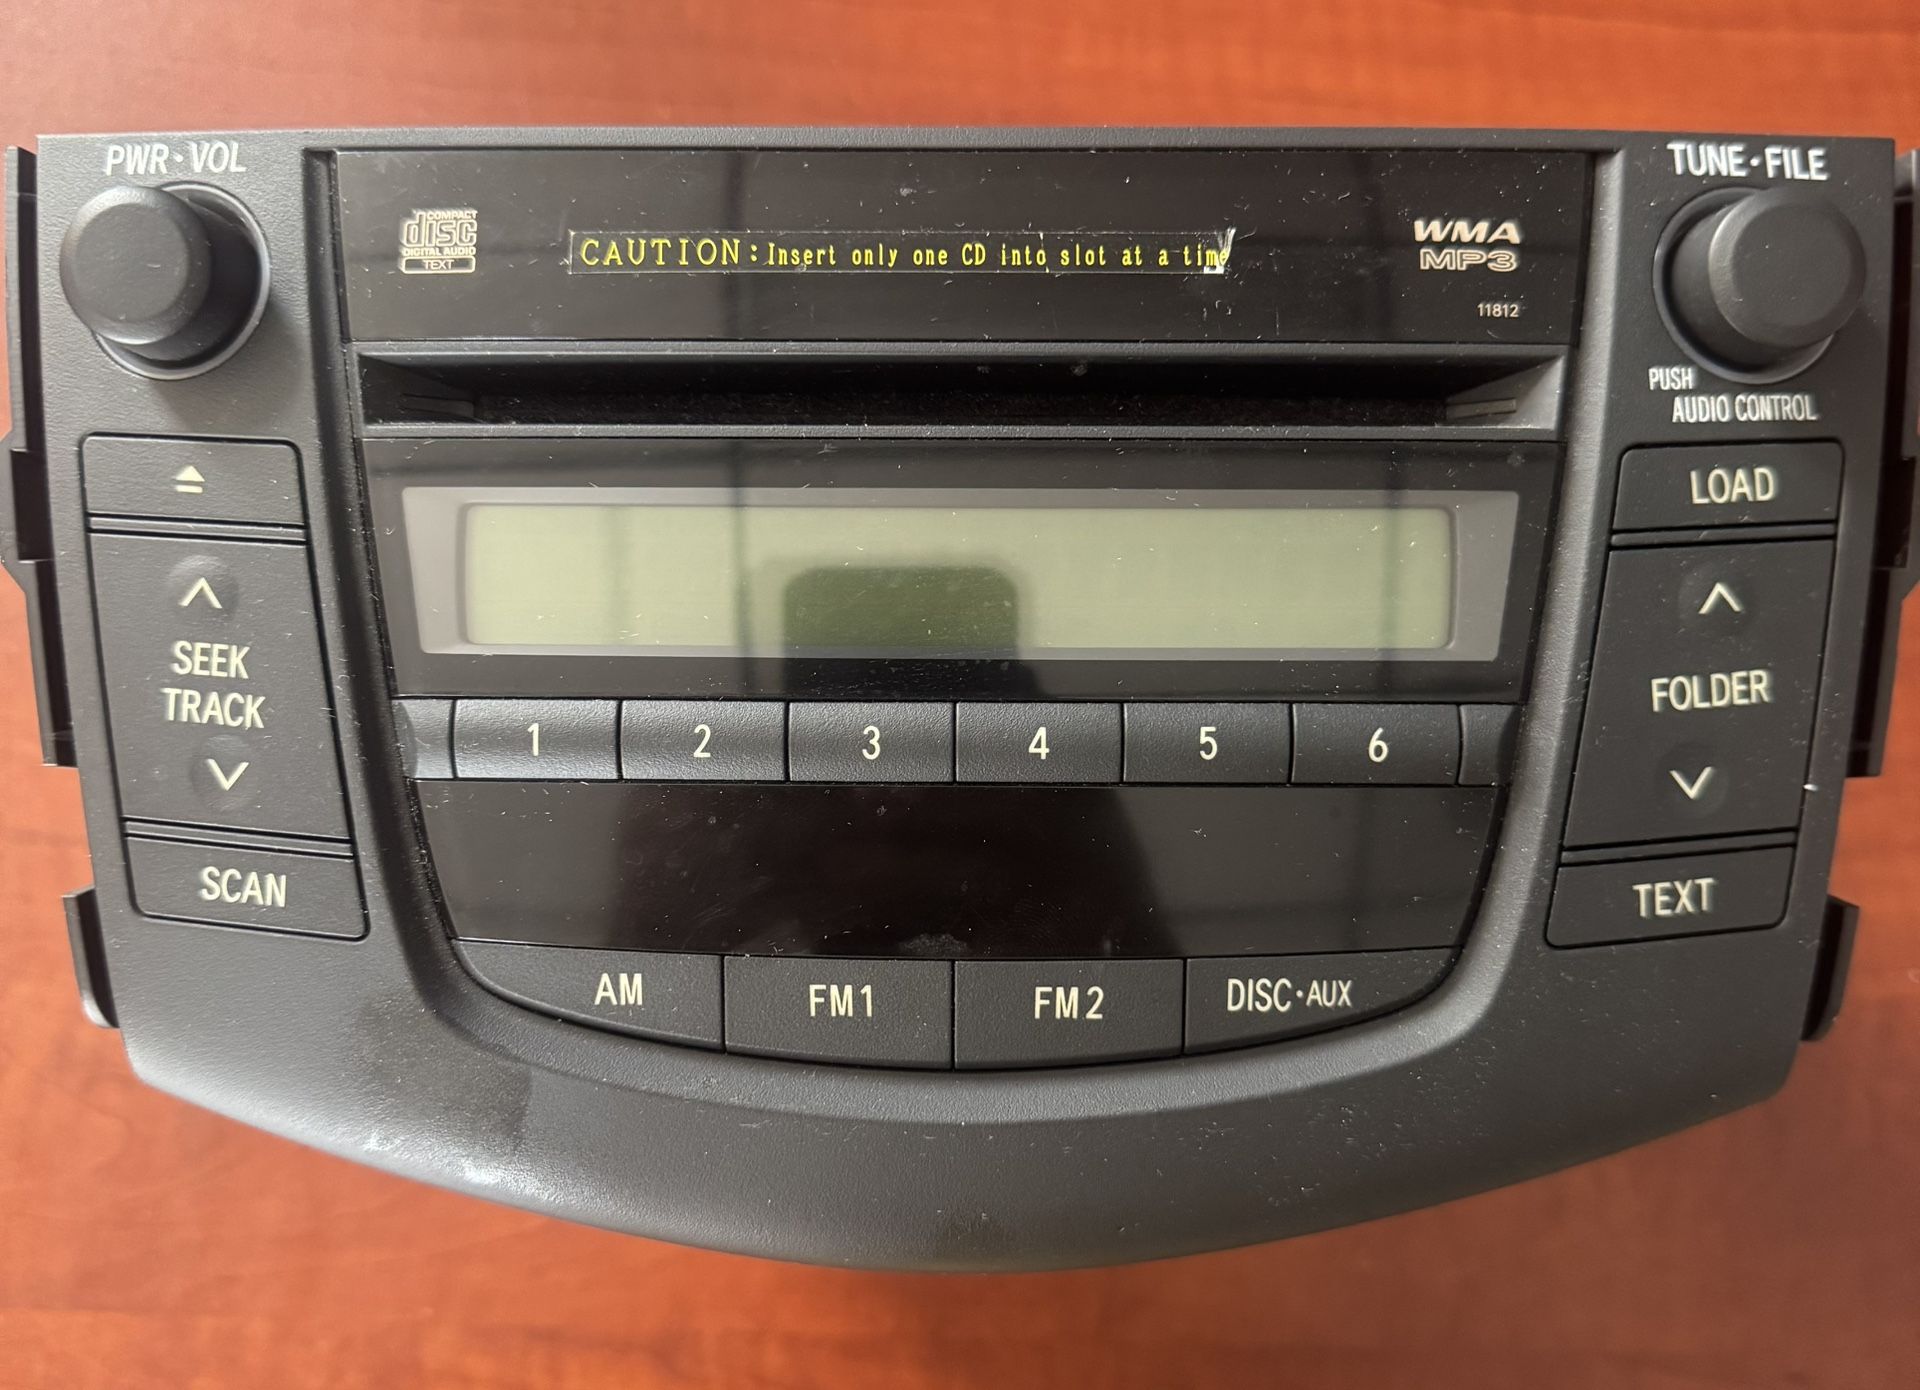 PWR·VOL
TUNE·FILE
COMPACT
disc
DIGITAL AUDIO
TEXT
CAUTION: Insert only one CD into slot at a time
WMA
MP3
11812
PUSH
AUDIO CONTROL
LOAD
SEEK
TRACK
FOLDER
1 2 3 4 5 6
SCAN
TEXT
AM FM1 FM2 DISC·AUX